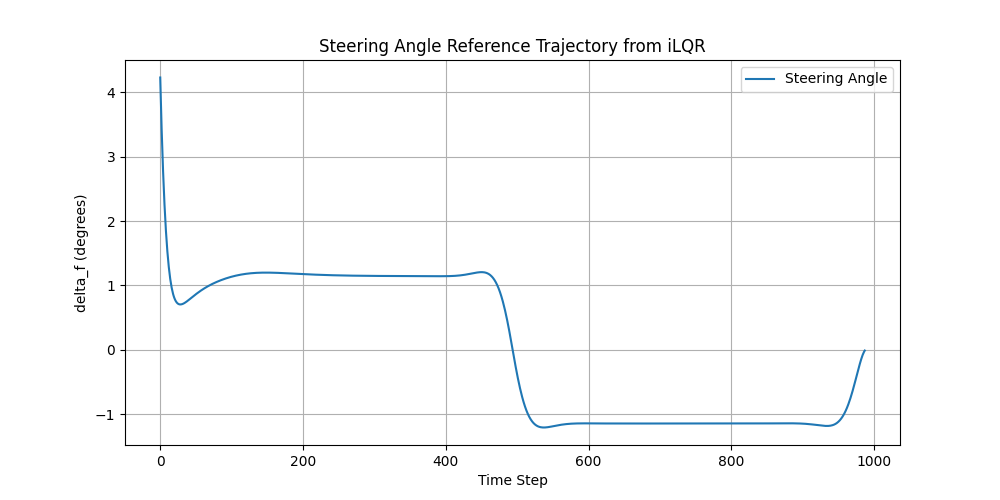 Steering Angle Reference Trajectory from iLQR
Steering Angle
delta_f (degrees)
4
3
2
1
0
−1
0 200 400 600 800 1000
Time Step